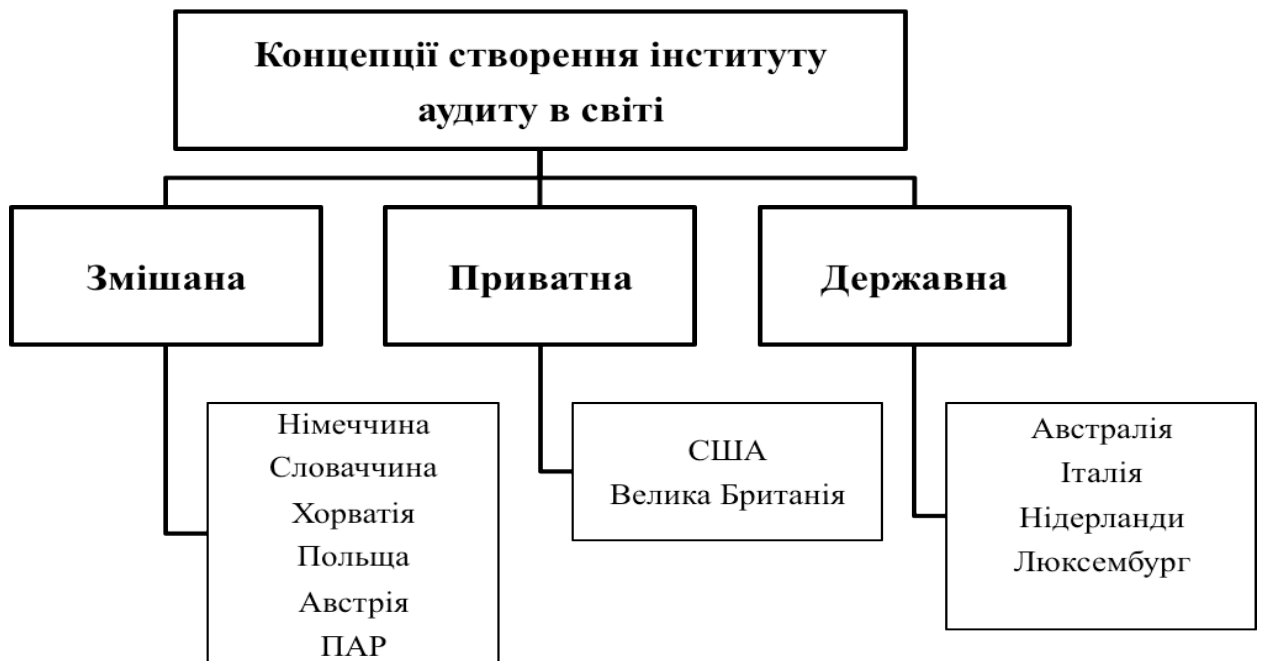 Концепції створення інституту
аудиту в світі
Змішана
Приватна
Державна
Німеччина
Словаччина
Хорватія
Польща
Австрія
ПАР
США
Велика Британія
Австралія
Італія
Нідерланди
Люксембург